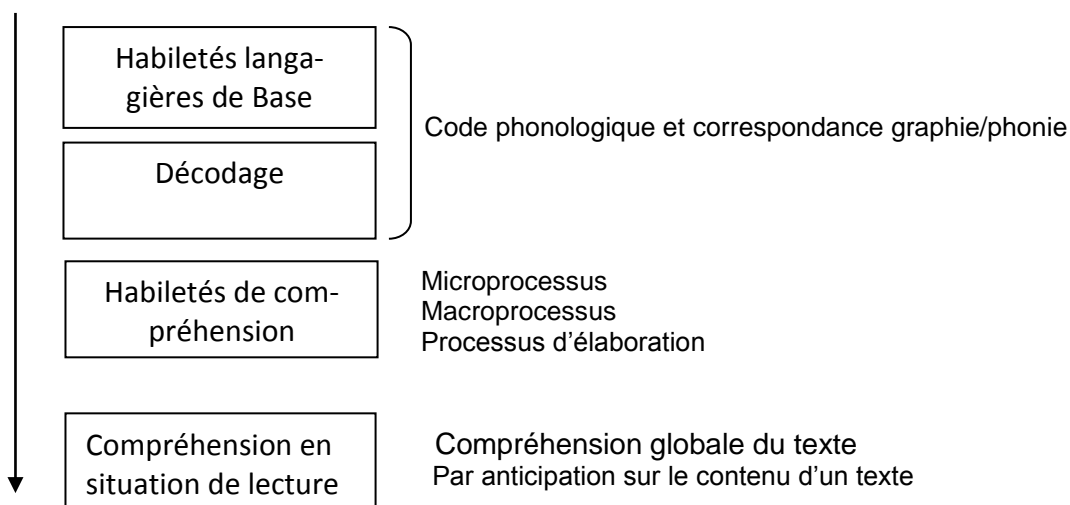 Habiletés langa-
gières de Base
Code phonologique et correspondance graphie/phonie
Décodage
Habiletés de com-
préhension
Microprocessus
Macroprocessus
Processus d’élaboration
Compréhension en
situation de lecture
Compréhension globale du texte
Par anticipation sur le contenu d’un texte